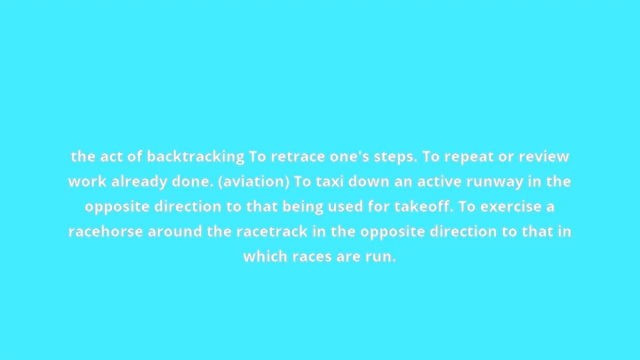 the act of backtracking To retrace one's steps. To repeat or review
work already done. (aviation) To taxi down an active runway in the
opposite direction to that being used for takeoff. To exercise a
racehorse around the racetrack in the opposite direction to that in
which races are run.